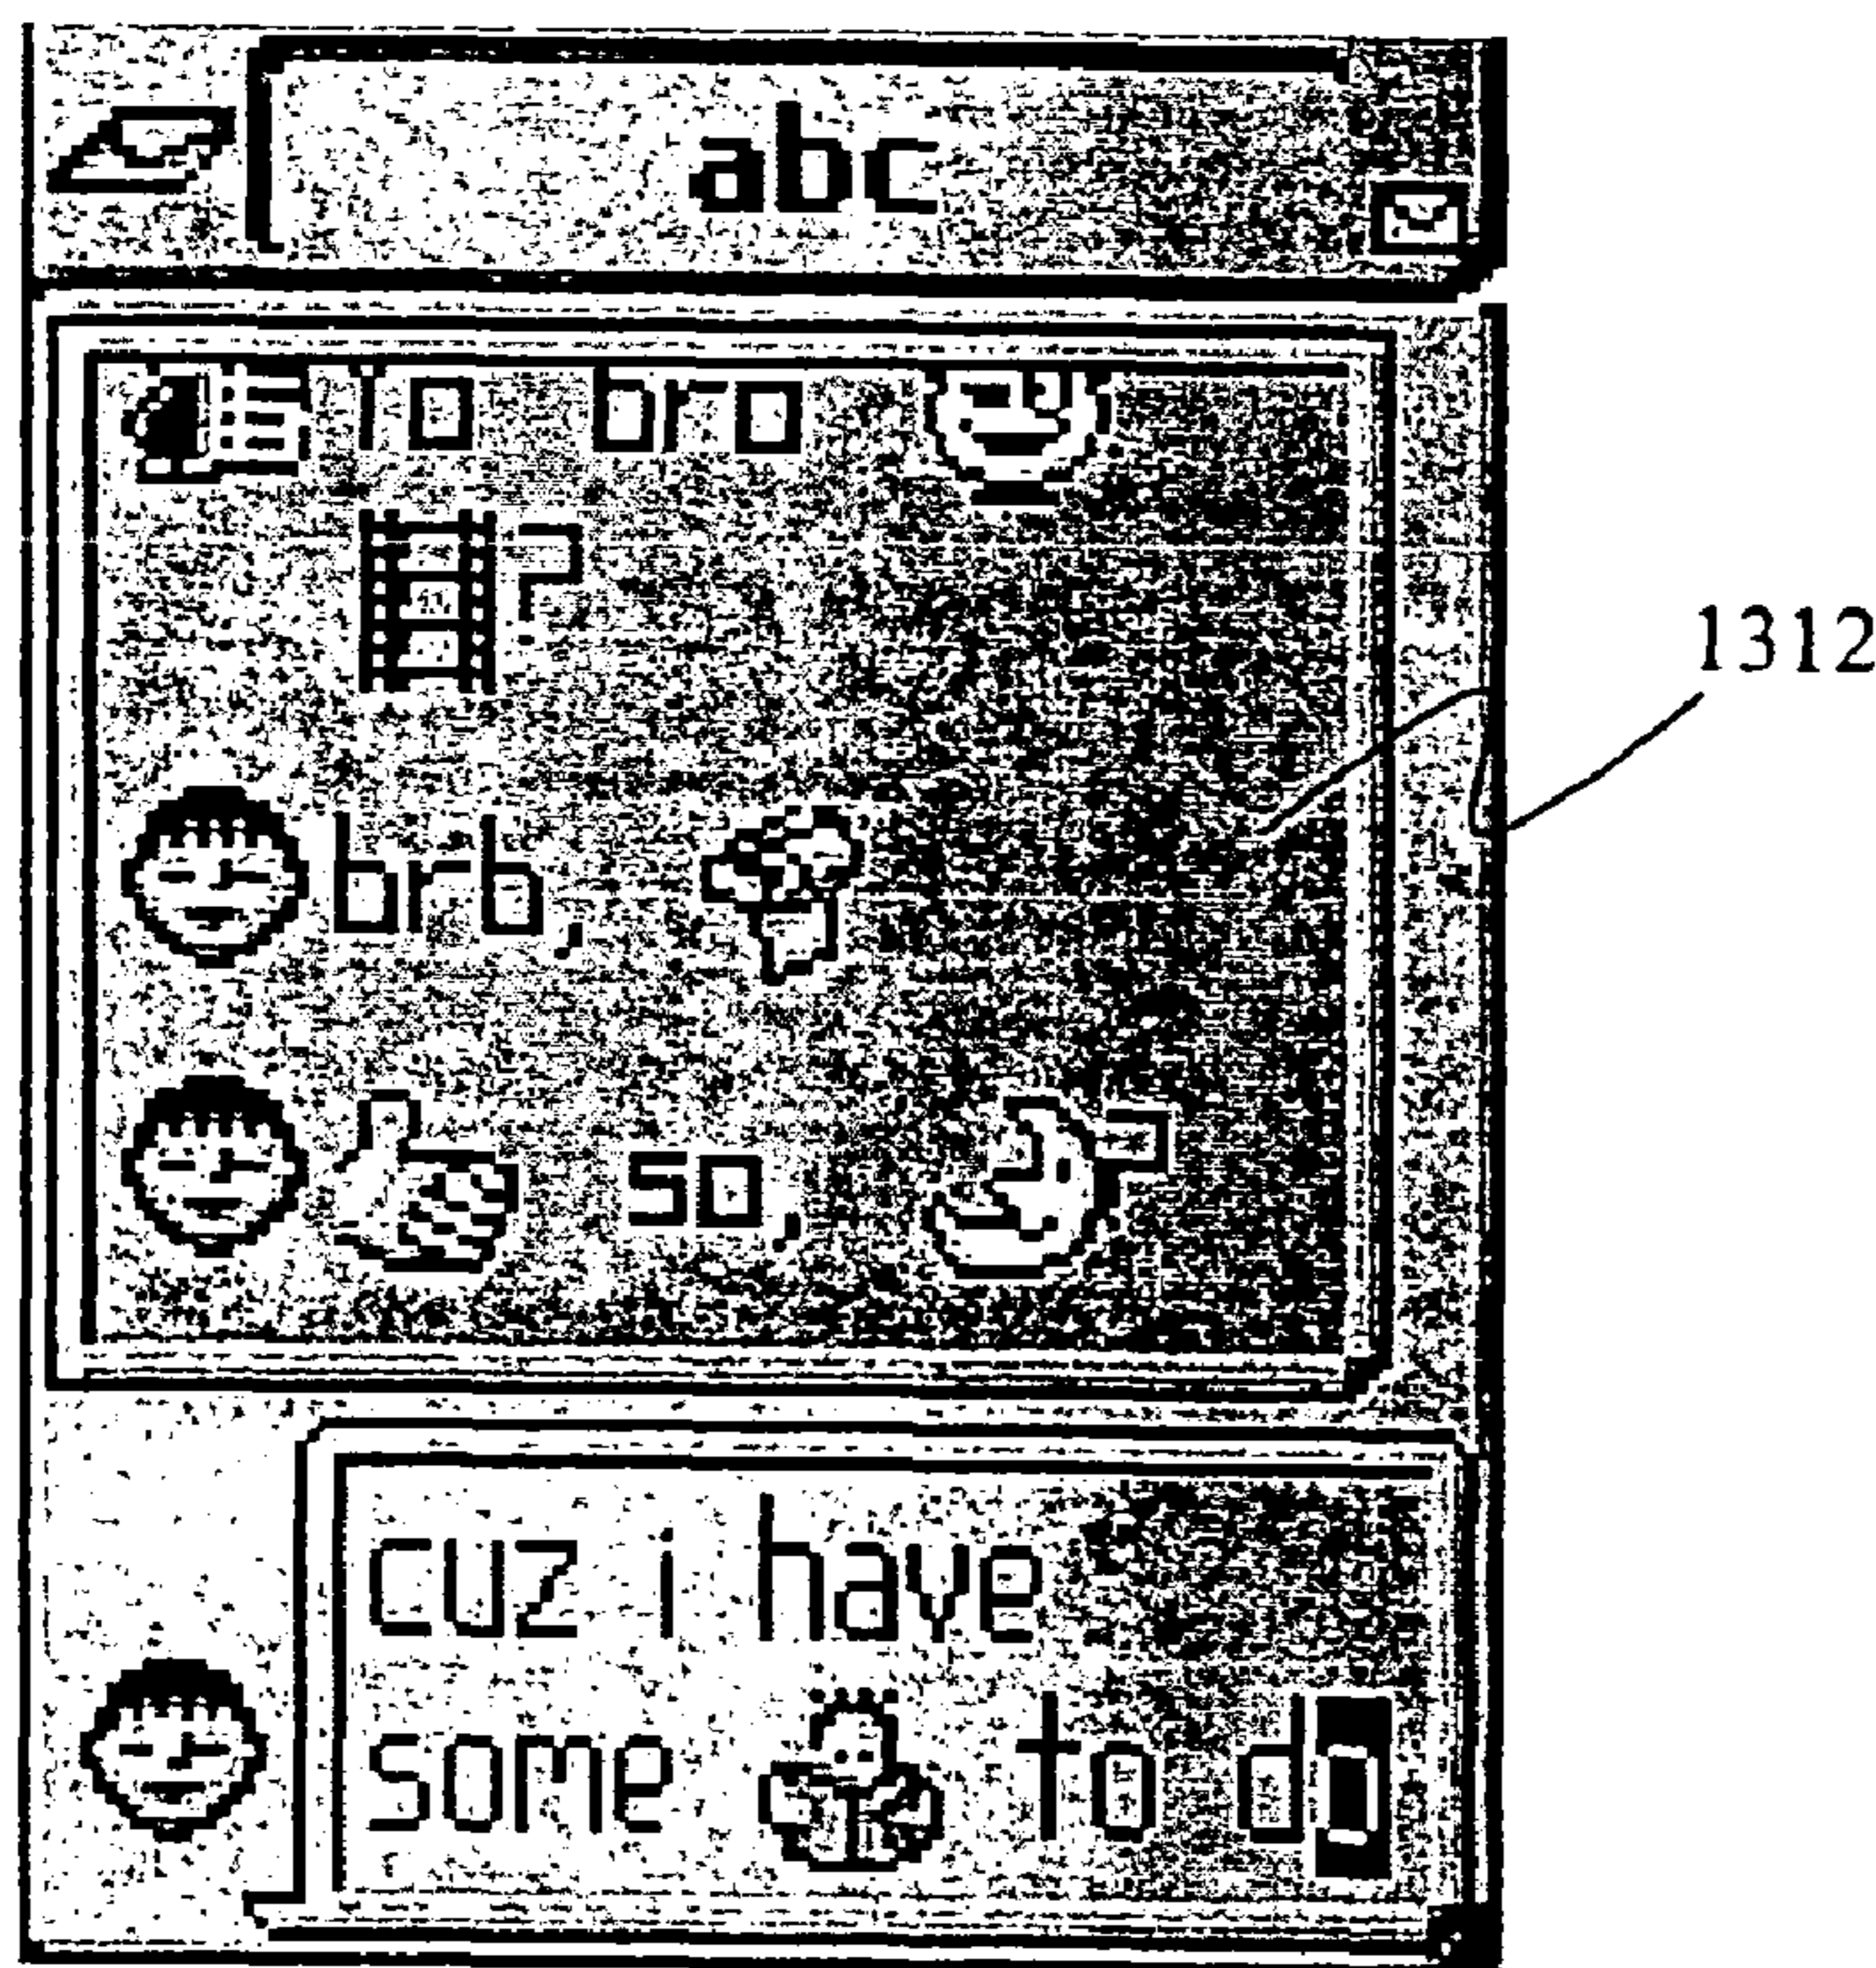 abc
Yo bro
?
1312
brb,
so,
cuz i have
some to do